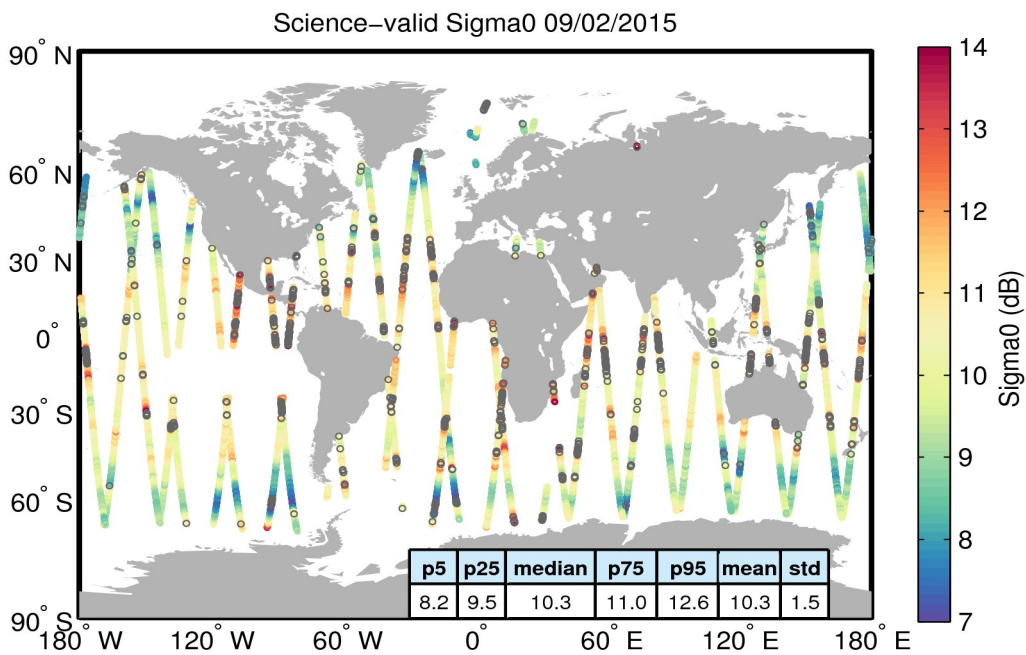 Science−valid Sigma0 09/02/2015
90° N
60° N
30° N
0°
30° S
60° S
90° S
180° W
120° W
60° W
0°
60° E
120° E
180° E
14
13
12
11
10
9
8
7
Sigma0 (dB)
p5 p25 median p75 p95 mean std
8.2 9.5 10.3 11.0 12.6 10.3 1.5